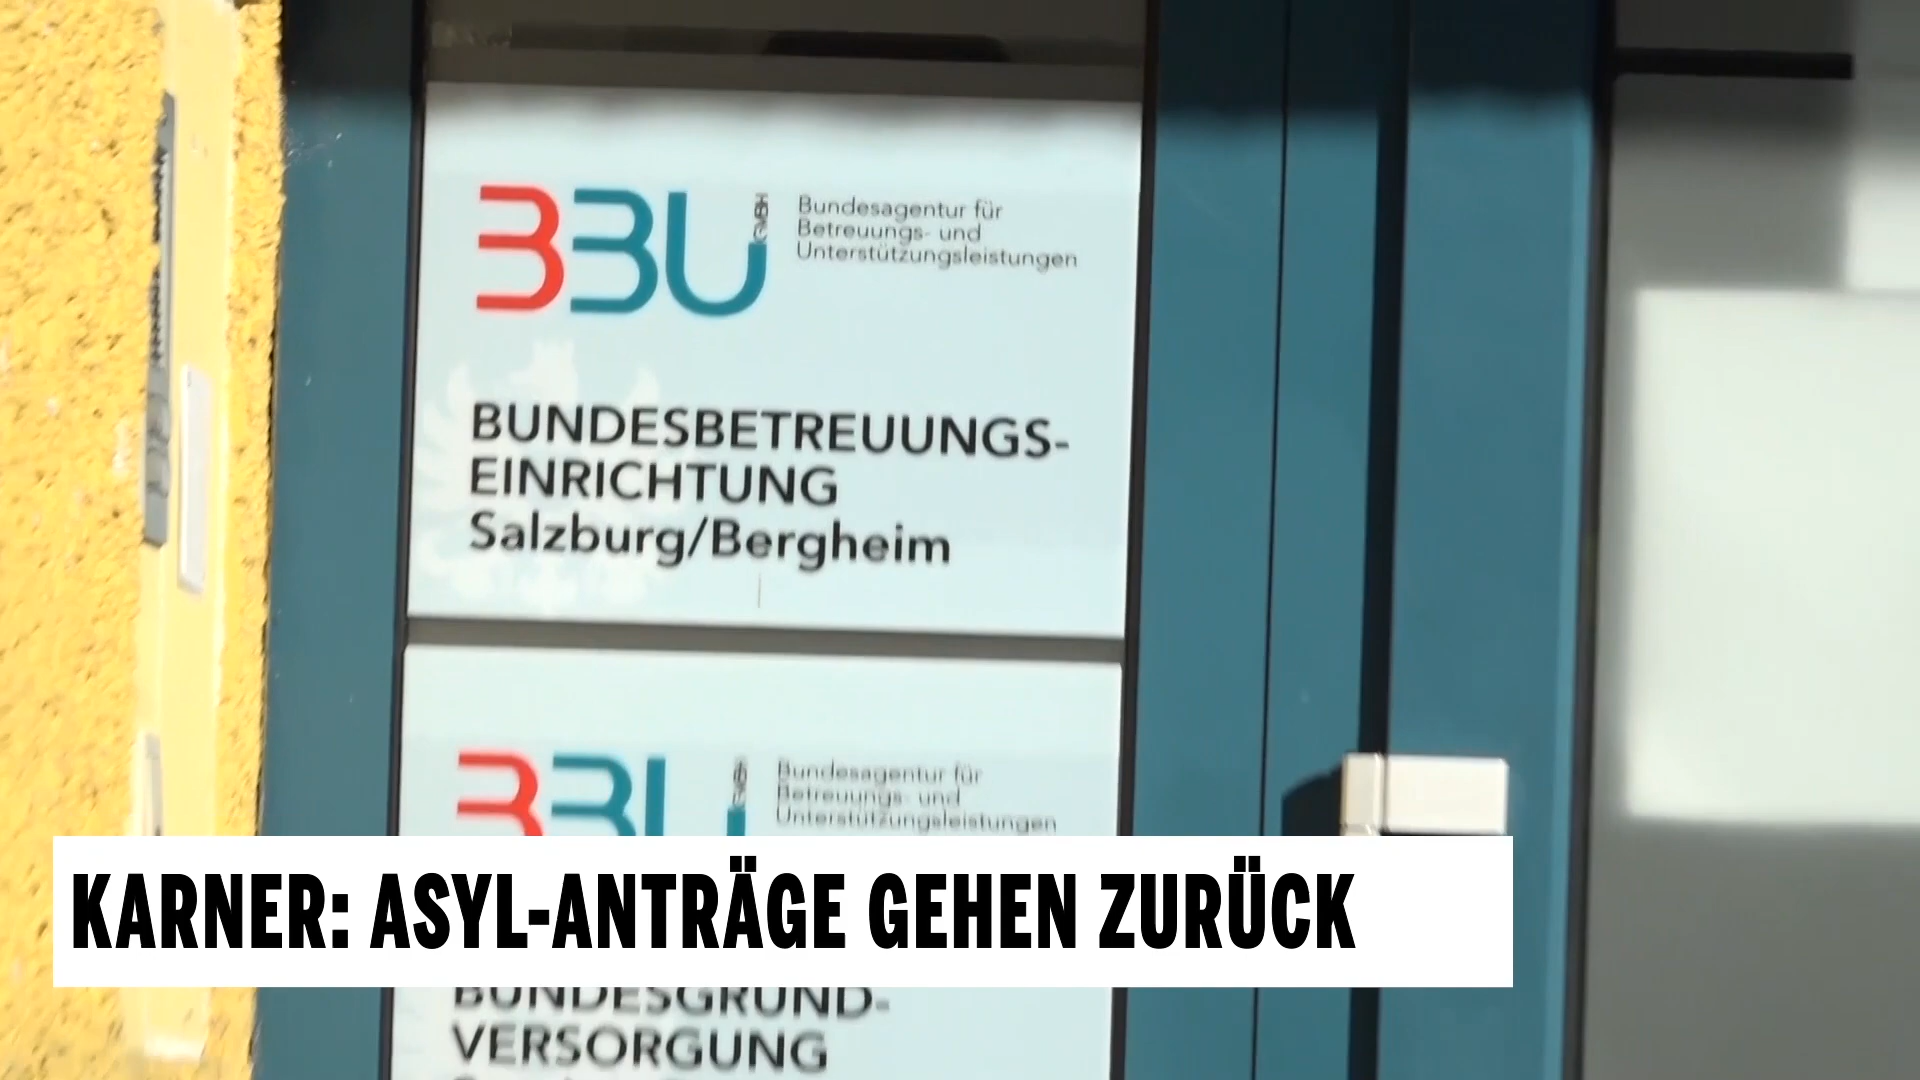 BBU GMBH
Bundesagentur für
Betreuungs- und
Unterstützungsleistungen
BUNDESBETREUUNGS-
EINRICHTUNG
Salzburg/Bergheim
BBU GMBH
Bundesagentur für
Betreuungs- und
Unterstützungsleistungen
KARNER: ASYL-ANTRÄGE GEHEN ZURÜCK
BUNDESGRUND-
VERSORGUNG